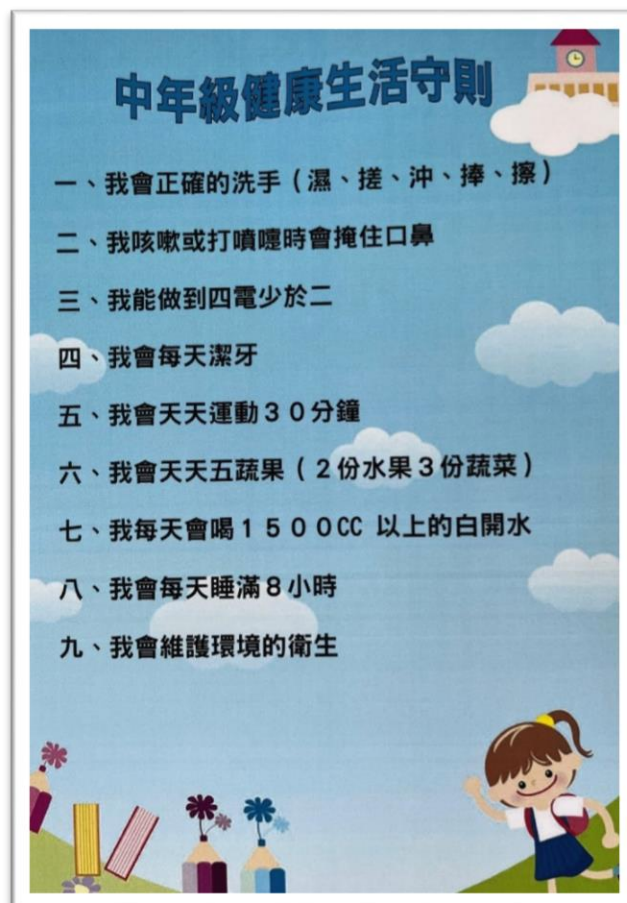 中年級健康生活守則
一、我會正確的洗手(濕、搓、沖、捧、擦)
二、我咳嗽或打噴嚏時會掩住口鼻
三、我能做到四電少於二
四、我會每天潔牙
五、我會天天運動30分鐘
六、我會天天五蔬果(2份水果3份蔬菜)
七、我每天會喝1500CC 以上的白開水
八、我會每天睡滿8小時
九、我會維護環境的衛生